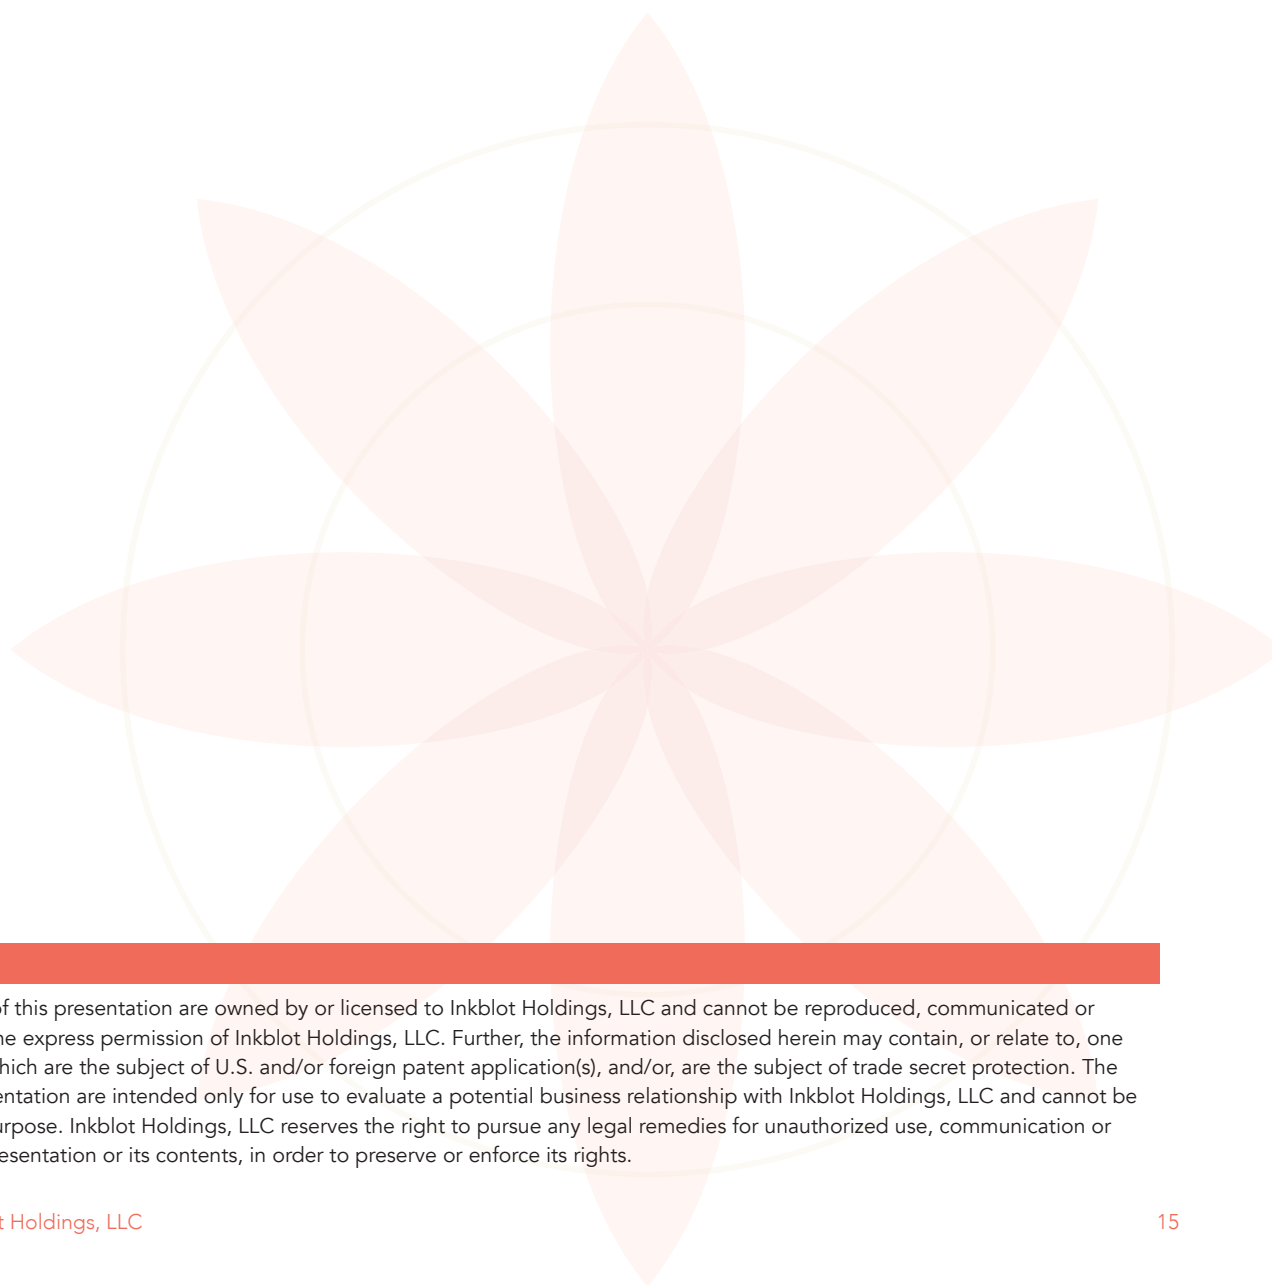 of this presentation are owned by or licensed to Inkblot Holdings, LLC and cannot be reproduced, communicated or
express permission of Inkblot Holdings, LLC. Further, the information disclosed herein may contain, or relate to, one
are the subject of U.S. and/or foreign patent application(s), and/or, are the subject of trade secret protection. The
are intended only for use to evaluate a potential business relationship with Inkblot Holdings, LLC and cannot be
Inkblot Holdings, LLC reserves the right to pursue any legal remedies for unauthorized use, communication or
or its contents, in order to preserve or enforce its rights.
Holdings, LLC
15